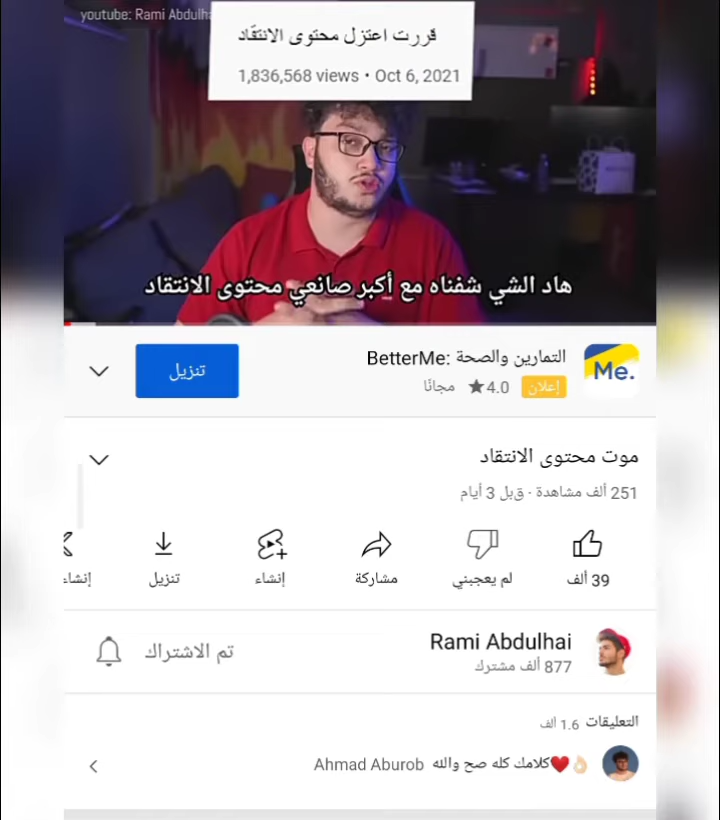 youtube: Rami Abdulha
قررت اعتزل محتوى الانتقاد
1,836,568 views • Oct 6, 2021
هاد الشي شفناه مع أكبر صانعي محتوى الانتقاد
التمارين والصحة :BetterMe
إعلان 4.0★ مجانًا
تنزيل
Me.
موت محتوى الانتقاد
251 ألف مشاهدة · قبل 3 أيام
39 ألف لم يعجبني مشاركة إنشاء تنزيل إنشاء
Rami Abdulhai
877 ألف مشترك
تم الاشتراك
التعليقات 1.6 ألف
Ahmad Aburob كلامك كله صح والله❤️👌🏼